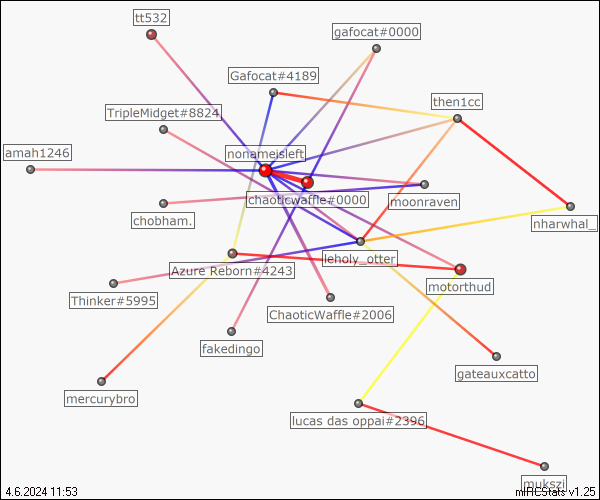 tt532
gafocat#0000
Gafocat#4189
then1cc
TripleMidget#8824
nonameisleft
amah1246
chaoticwaffle#0000
moonraven
chobham.
nharwhal_
leholy_otter
Azure Reborn#4243
motorthud
Thinker#5995
ChaoticWaffle#2006
fakedingo
gateauxcatto
mercurybro
lucas das oppai#2396
mukszi
4.6.2024 11:53
mIRCStats v1.25